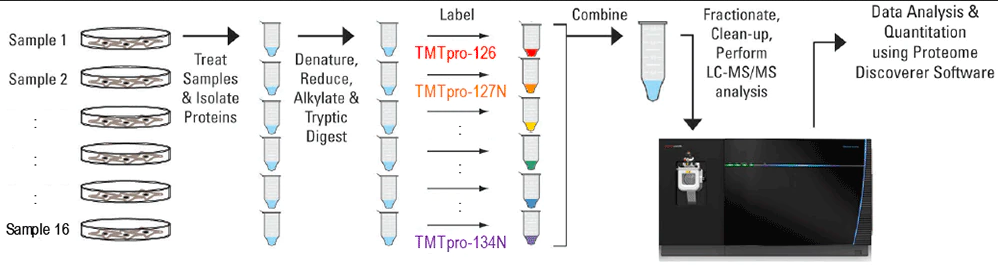 Sample 1
Sample 2
:
:
:
Sample 16
Treat
Samples
& Isolate
Proteins
Denature,
Reduce,
Alkylate &
Tryptic
Digest
Label
TMTpro-126
TMTpro-127N
:
:
TMTpro-134N
Combine
Fractionate,
Clean-up,
Perform
LC-MS/MS
analysis
Data Analysis &
Quantitation
using Proteome
Discoverer Software